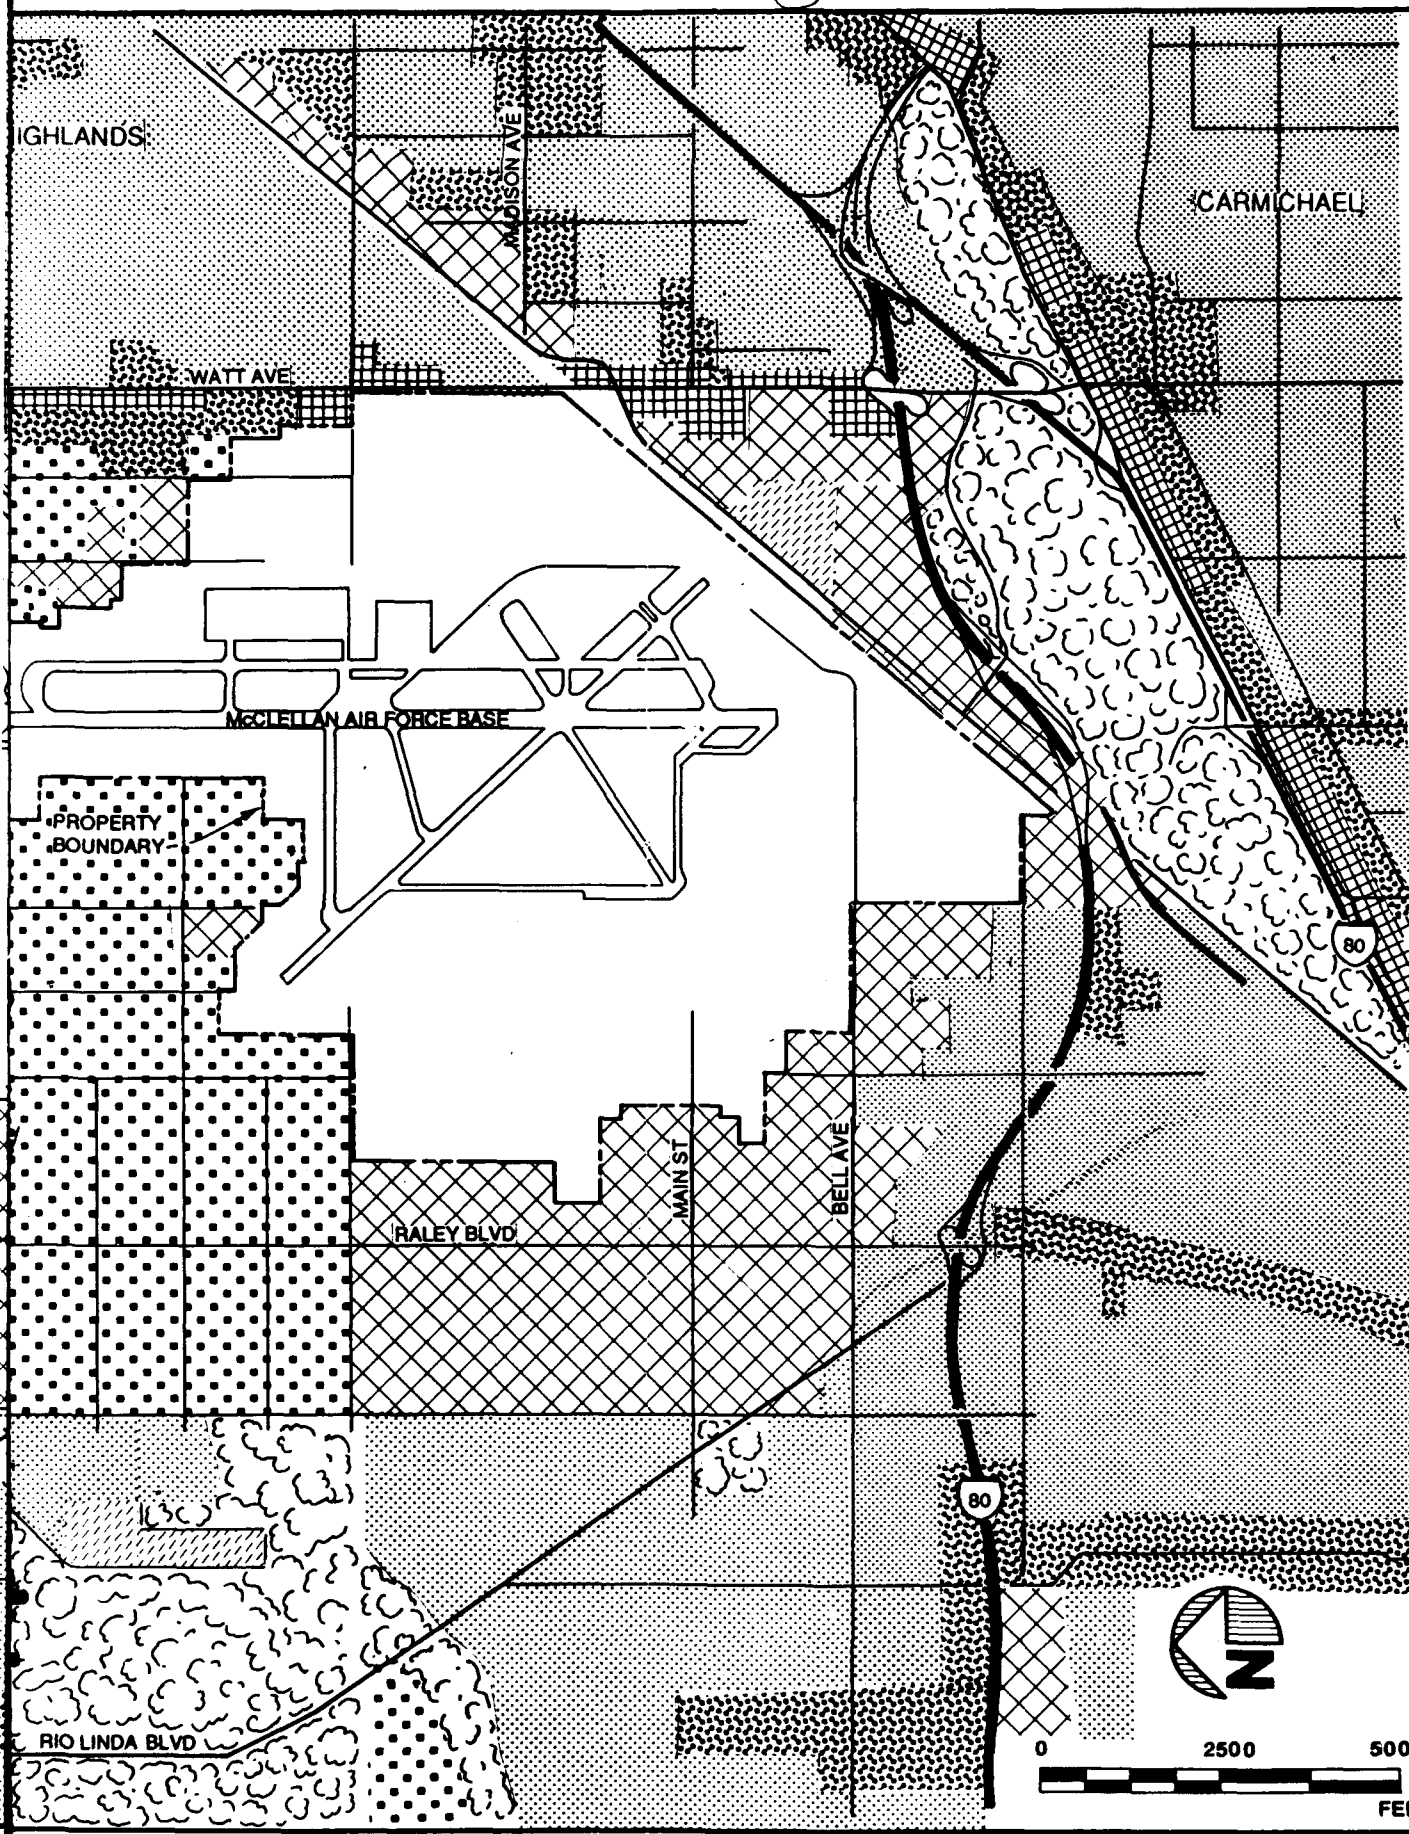 IGHLANDS
MADISON AVE
CARMICHAEL
WATT AVE
McCLELLAN AIR FORCE BASE
PROPERTY
BOUNDARY
80
MAIN ST
BELL AVE
RALEY BLVD
80
N
RIO LINDA BLVD
0 2500 500
FEE